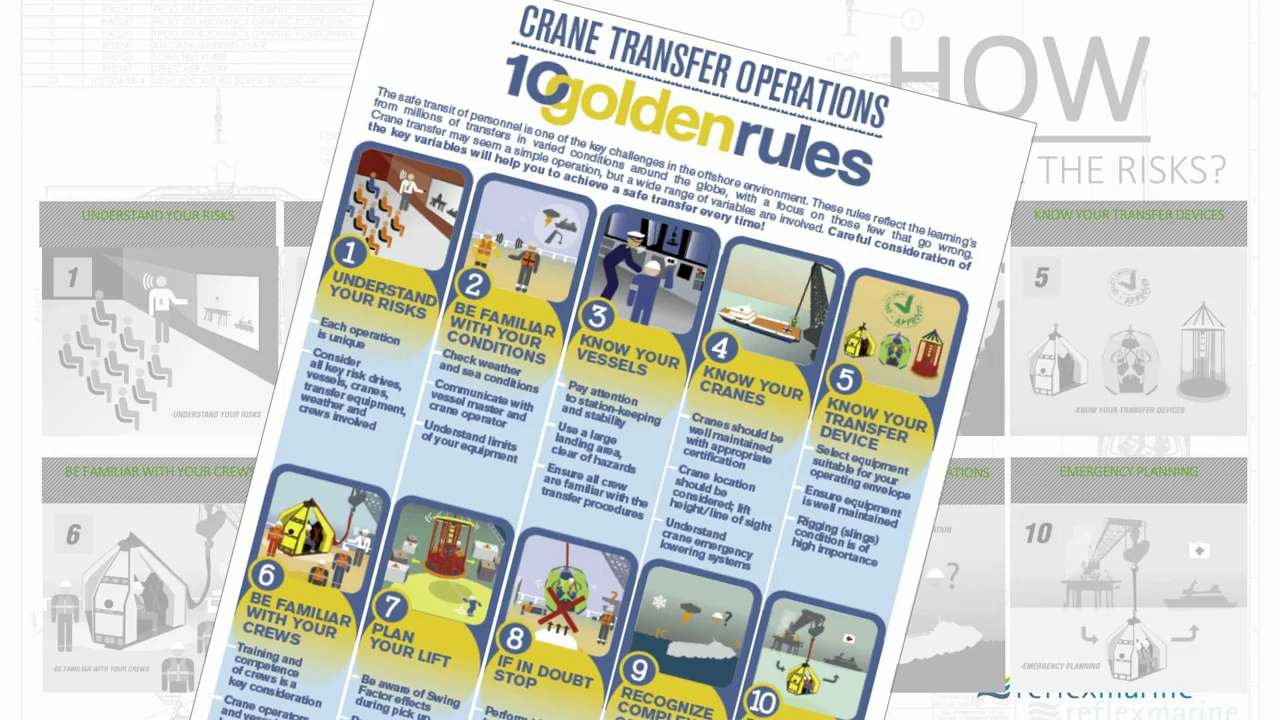 CRANE TRANSFER OPERATIONS
10 golden rules
The safe transit of personnel is one of the key challenges in the offshore environment. These rules reflect the learning's
from millions of transfers in varied conditions around the globe, with a focus on those few that go wrong.
Crane transfer may seem a simple operation, but a wide range of variables are involved. Careful consideration of
the key variables will help you to achieve a safe transfer every time!
1
UNDERSTAND
YOUR RISKS
Each operation
is unique
Consider
all key risk drives,
vessels, cranes,
transfer equipment,
weather and
crews involved
2
BE FAMILIAR
WITH YOUR
CONDITIONS
Check weather
and sea conditions
Communicate with
vessel master and
crane operator
Understand limits
of your equipment
3
KNOW YOUR
VESSELS
Pay attention
to station-keeping
and stability
Use a large
landing area,
clear of hazards
Ensure all crew
are familiar with the
transfer procedures
4
KNOW YOUR
CRANES
Cranes should be
well maintained
with appropriate
certification
Crane location
should be
considered; lift
height/line of sight
Understand
crane emergency
lowering systems
5
KNOW YOUR
TRANSFER
DEVICE
Select equipment
suitable for your
operating envelope
Ensure equipment
is well maintained
Rigging (slings)
condition is of
high importance
6
BE FAMILIAR
WITH YOUR
CREWS
Training and
competence
of crews is a
key consideration
Crane operators
7
PLAN
YOUR LIFT
Be aware of Swing
Factor effects
during pick up
8
IF IN DOUBT
STOP
9
RECOGNIZE
10
HOW
THE RISKS?
UNDERSTAND YOUR RISKS
1
-UNDERSTAND YOUR RISKS
KNOW YOUR TRANSFER DEVICES
5
APPROVED
-KNOW YOUR TRANSFER DEVICES
BE FAMILIAR WITH YOUR CREWS
6
-BE FAMILIAR WITH YOUR CREWS
EMERGENCY PLANNING
10
-EMERGENCY PLANNING
reflexmarine